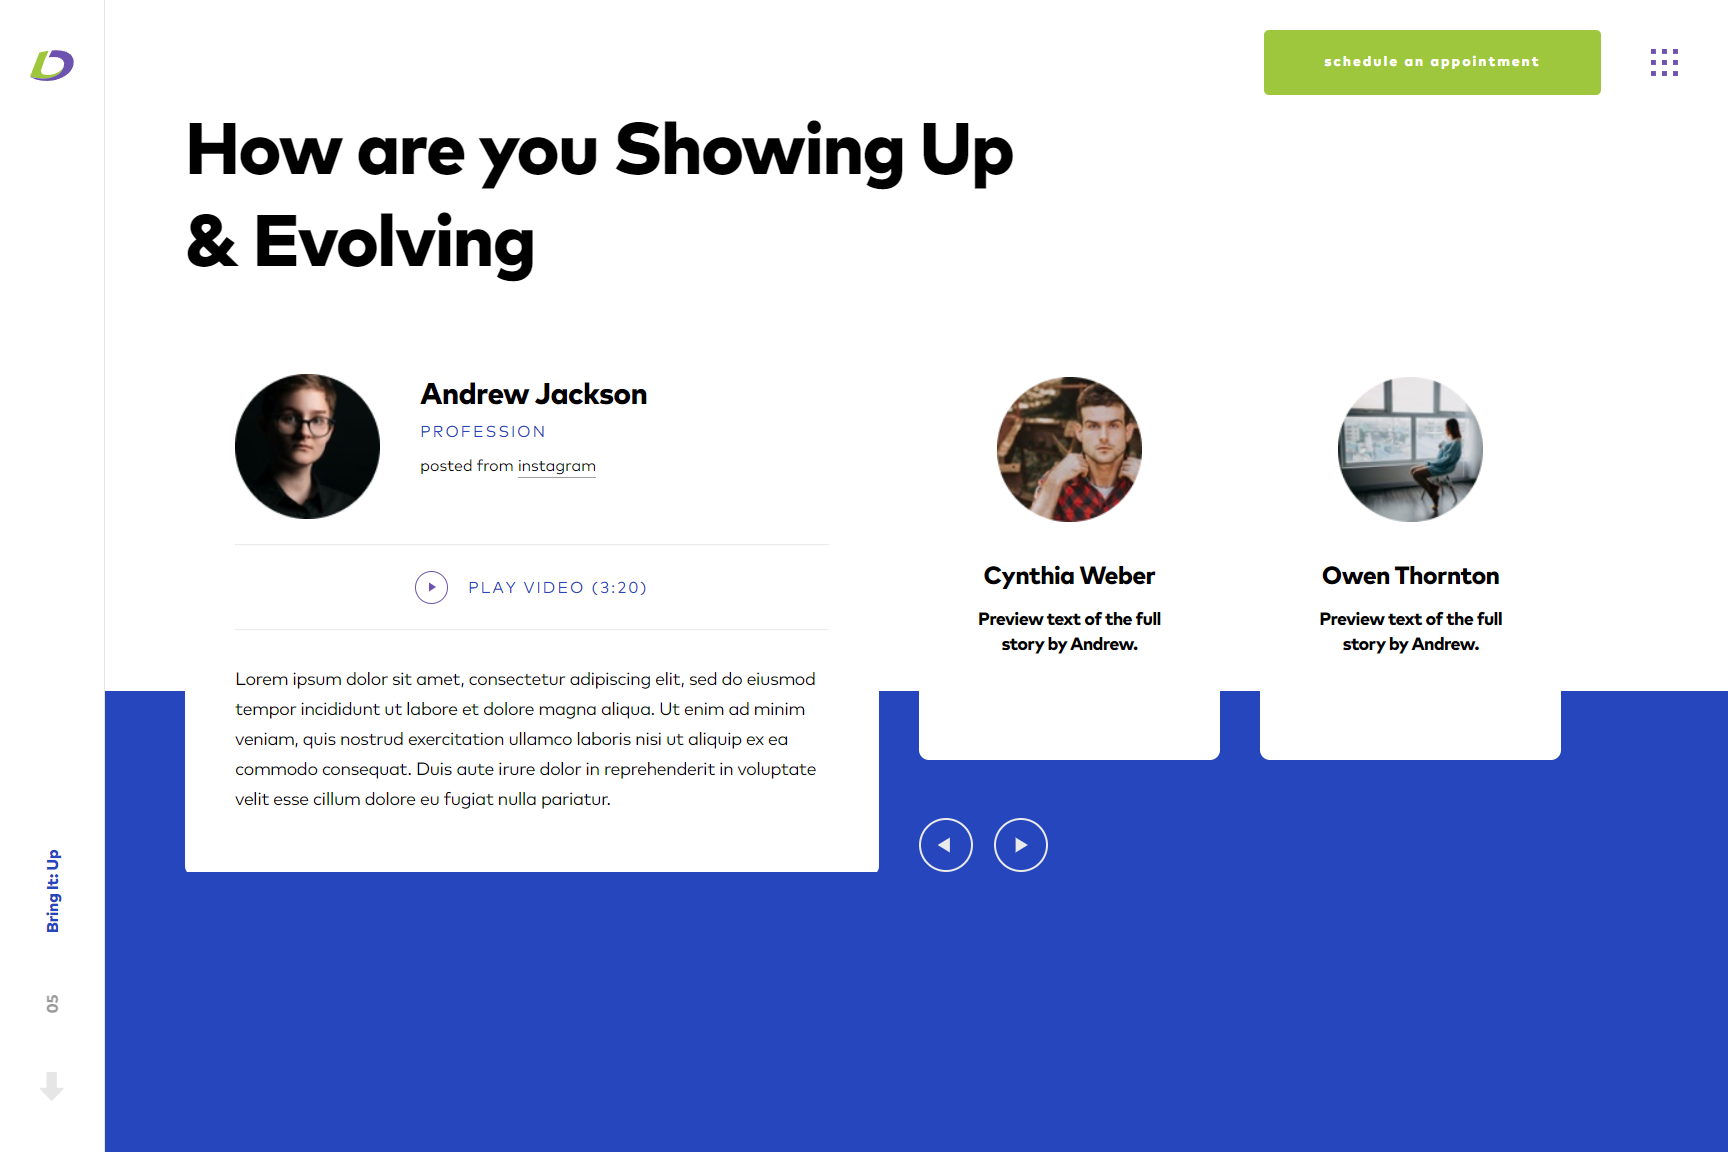 schedule an appointment
How are you Showing Up
& Evolving
Andrew Jackson
PROFESSION
posted from instagram
PLAY VIDEO (3:20)
Lorem ipsum dolor sit amet, consectetur adipiscing elit, sed do eiusmod
tempor incididunt ut labore et dolore magna aliqua. Ut enim ad minim
veniam, quis nostrud exercitation ullamco laboris nisi ut aliquip ex ea
commodo consequat. Duis aute irure dolor in reprehenderit in voluptate
velit esse cillum dolore eu fugiat nulla pariatur.
Cynthia Weber
Preview text of the full
story by Andrew.
Owen Thornton
Preview text of the full
story by Andrew.
Bring It: Up
05